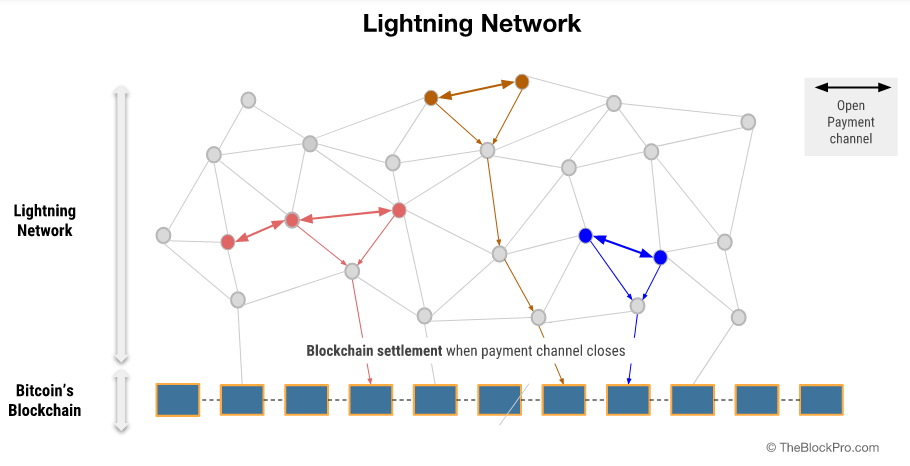 Lightning Network
Open
Payment
channel
Lightning
Network
Blockchain settlement when payment channel closes
Bitcoin's
Blockchain
© TheBlockPro.com